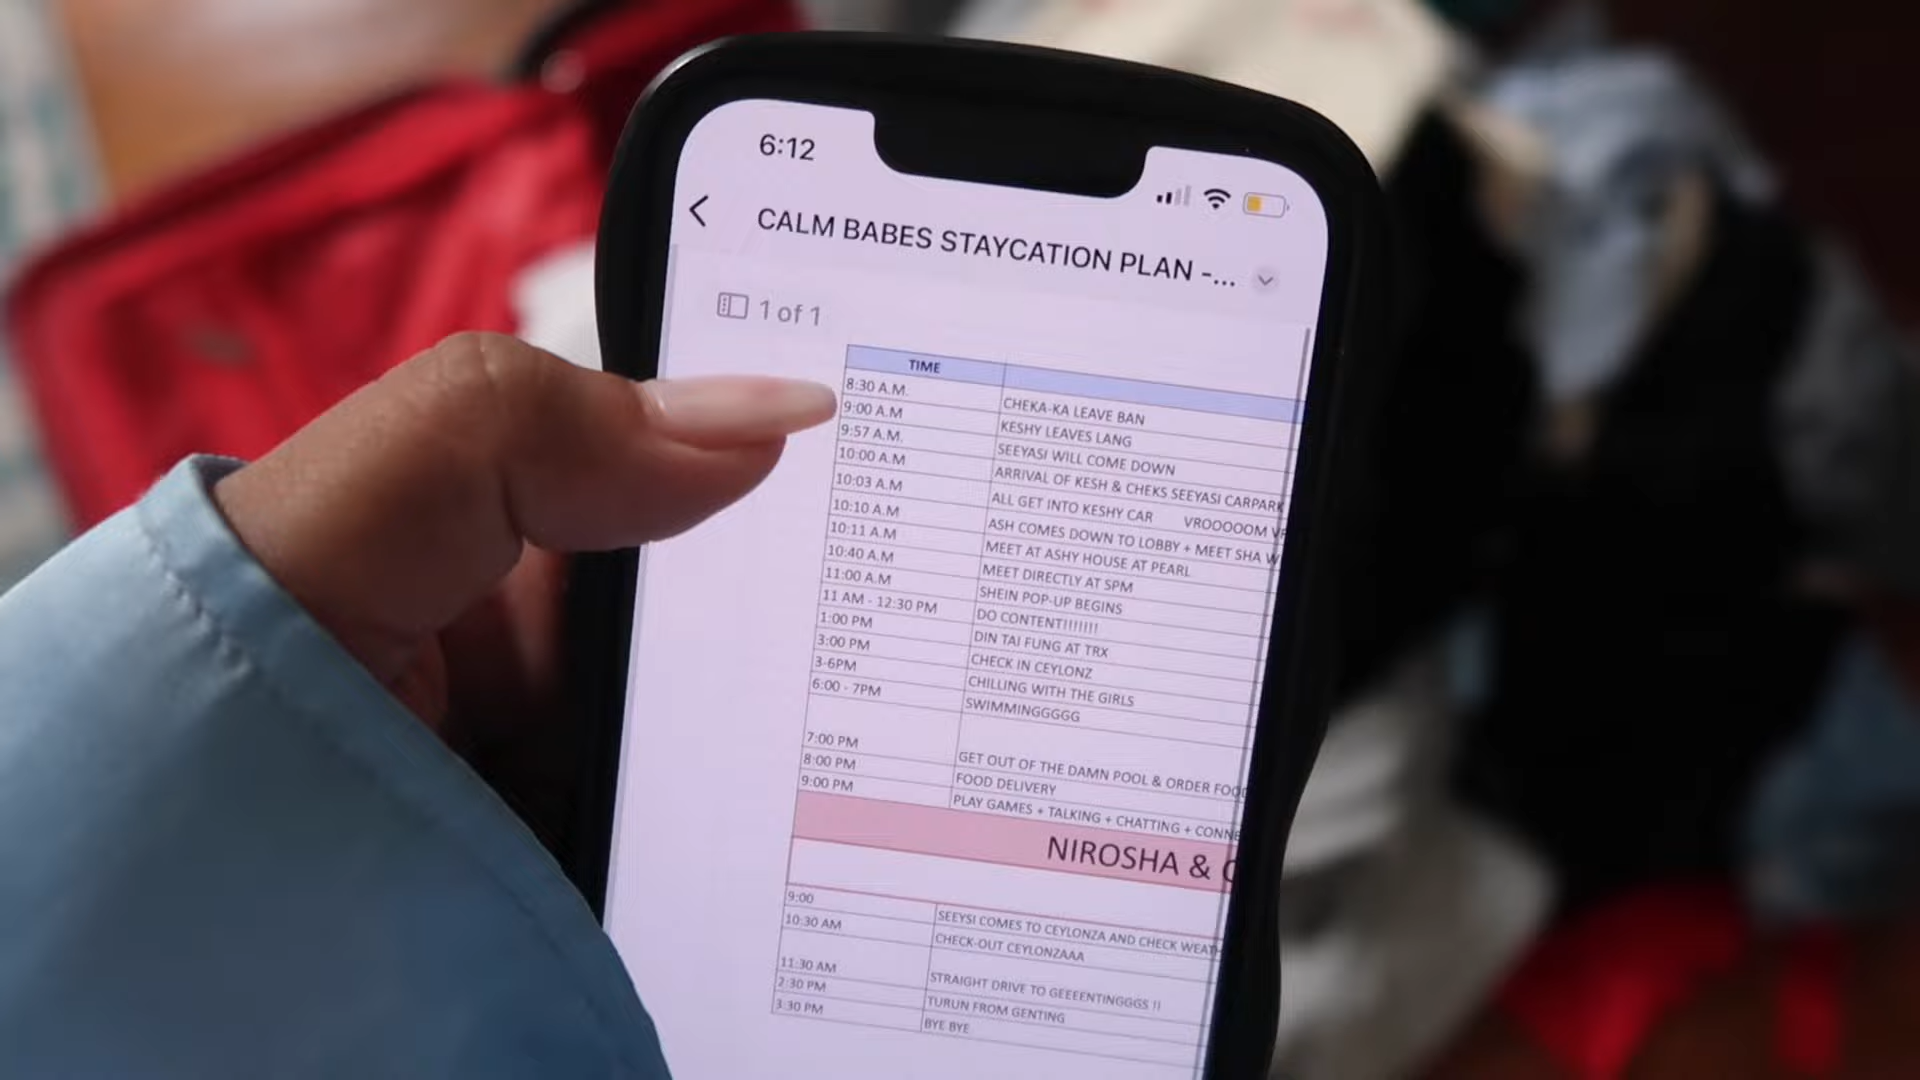 6:12
CALM BABES STAYCATION PLAN -...
1 of 1
TIME
8:30 A.M. CHEKA-KA LEAVE BAN
9:00 A.M KESHY LEAVES LANG
9:57 A.M. SEEYASI WILL COME DOWN
10:00 A.M ARRIVAL OF KESH & CHEKS SEEYASI CARPARK
10:03 A.M ALL GET INTO KESHY CAR VROOOOOM
10:10 A.M ASH COMES DOWN TO LOBBY + MEET SHA
10:11 A.M MEET AT ASHY HOUSE AT PEARL
10:40 A.M MEET DIRECTLY AT SPM
11:00 A.M SHEIN POP-UP BEGINS
11 AM - 12:30 PM DO CONTENT!!!!!!!
1:00 PM DIN TAI FUNG AT TRX
3:00 PM CHECK IN CEYLONZ
3-6PM CHILLING WITH THE GIRLS
6:00 - 7PM SWIMMINGGGGG
7:00 PM GET OUT OF THE DAMN POOL & ORDER FOOD
8:00 PM FOOD DELIVERY
9:00 PM PLAY GAMES + TALKING + CHATTING + CONNE
NIROSHA &
9:00 SEEYSI COMES TO CEYLONZA AND CHECK WEATH
10:30 AM CHECK-OUT CEYLONZAAA
11:30 AM STRAIGHT DRIVE TO GEEEENTINGGGS !!
2:30 PM TURUN FROM GENTING
3:30 PM BYE BYE